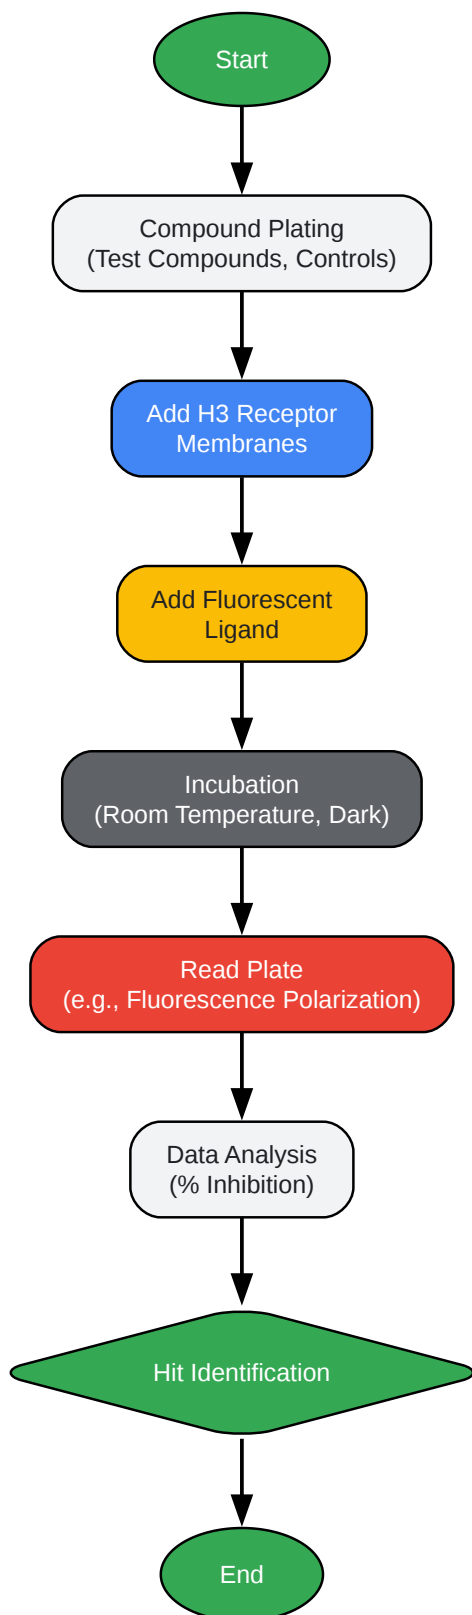 Start
Compound Plating
(Test Compounds, Controls)
Add H3 Receptor
Membranes
Add Fluorescent
Ligand
Incubation
(Room Temperature, Dark)
Read Plate
(e.g., Fluorescence Polarization)
Data Analysis
(% Inhibition)
Hit Identification
End